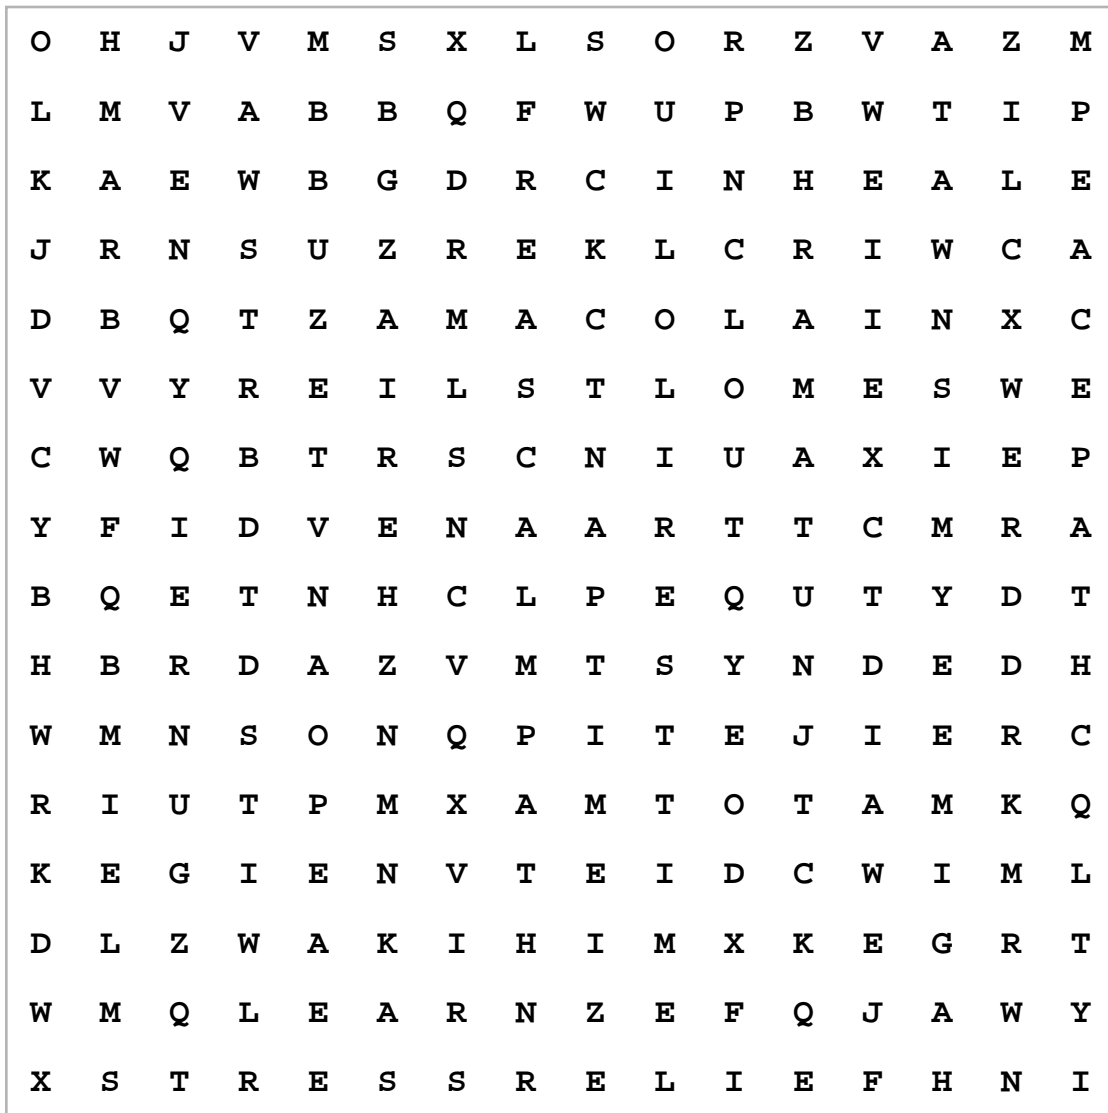 O H J V M S X L S O R Z V A Z M
L M V A B B Q F W U P B W T I P
K A E W B G D R C I N H E A L E
J R N S U Z R E K L C R I W C A
D B Q T Z A M A C O L A I N X C
V V Y R E I L S T L O M E S W E
C W Q B T R S C N I U A X I E P
Y F I D V E N A A R T T C M R A
B Q E T N H C L P E Q U T Y D T
H B R D A Z V M T S Y N D E D H
W M N S O N Q P I T E J I E R C
R I U T P M X A M T O T A M K Q
K E G I E N V T E I D C W I M L
D L Z W A K I H I M X K E G R T
W M Q L E A R N Z E F Q J A W Y
X S T R E S S R E L I E F H N I